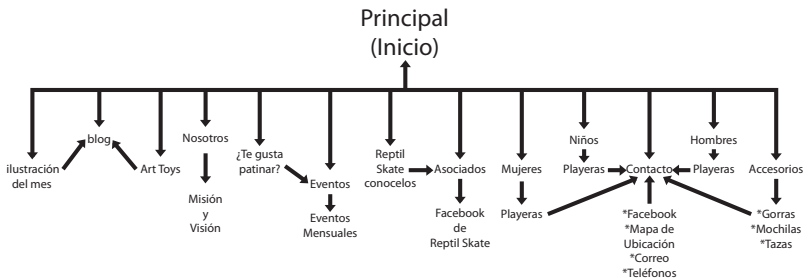 Principal
(Inicio)
ilustración
del mes
blog
Art Toys
Nosotros
Misión
y
Visión
¿Te gusta
patinar?
Eventos
Eventos
Mensuales
Reptil
Skate
conocelos
Asociados
Facebook
de
Reptil Skate
Mujeres
Playeras
Niños
Playeras
Contacto
*Facebook
*Mapa de
Ubicación
*Correo
*Teléfonos
Hombres
Playeras
Accesorios
*Gorras
*Mochilas
*Tazas